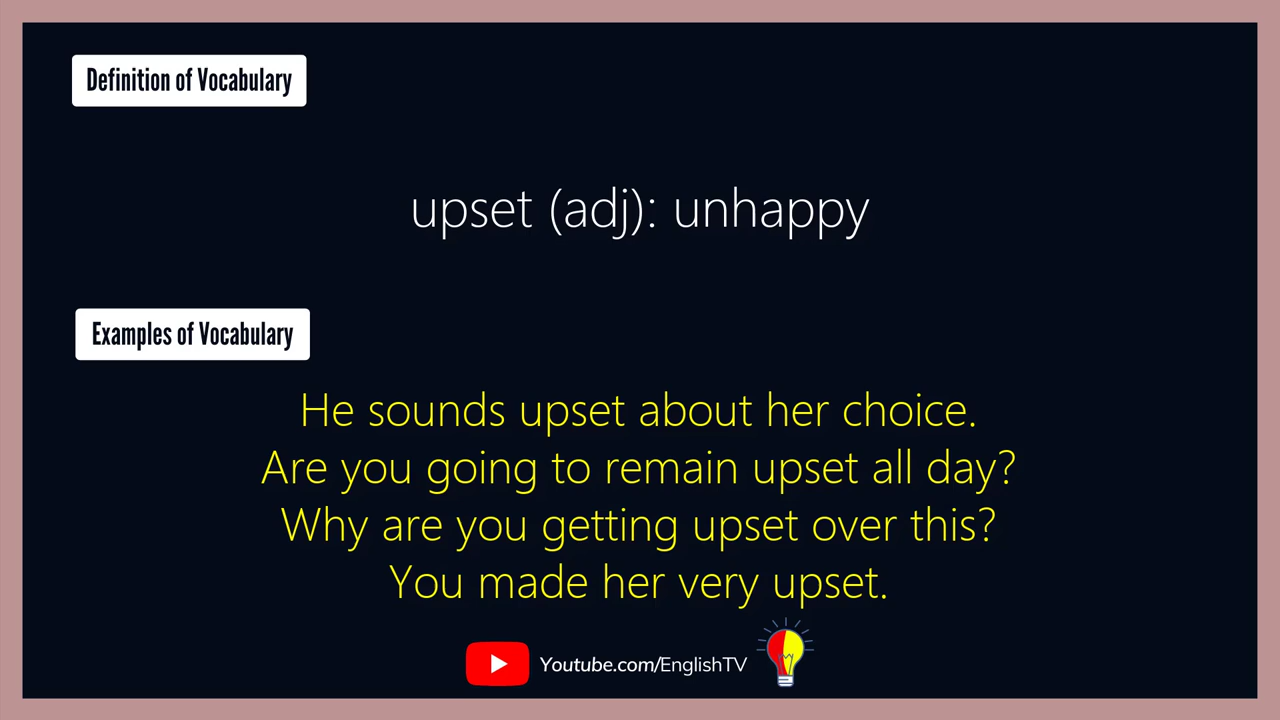 Definition of Vocabulary
upset (adj): unhappy
Examples of Vocabulary
He sounds upset about her choice.
Are you going to remain upset all day?
Why are you getting upset over this?
You made her very upset.
Youtube.com/EnglishTV